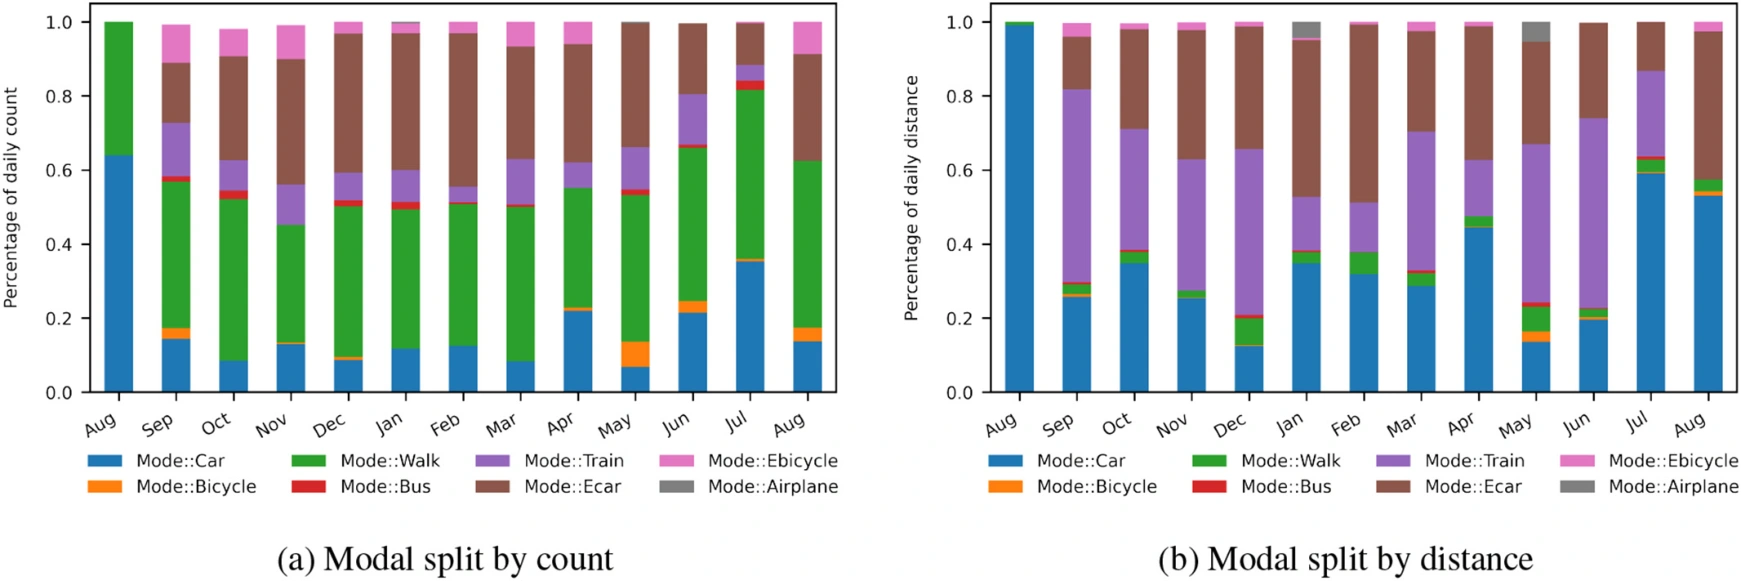 Percentage of daily count
1.0
0.8
0.6
0.4
0.2
0.0
Aug Sep Oct Nov Dec Jan Feb Mar Apr May Jun Jul Aug
Mode::Car Mode::Walk Mode::Train Mode::Ebicycle
Mode::Bicycle Mode::Bus Mode::Ecar Mode::Airplane
(a) Modal split by count
Percentage of daily distance
1.0
0.8
0.6
0.4
0.2
0.0
Aug Sep Oct Nov Dec Jan Feb Mar Apr May Jun Jul Aug
Mode::Car Mode::Walk Mode::Train Mode::Ebicycle
Mode::Bicycle Mode::Bus Mode::Ecar Mode::Airplane
(b) Modal split by distance